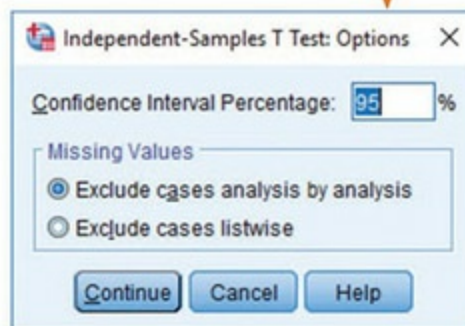 Independent-Samples T Test: Options
Confidence Interval Percentage: 95 %
Missing Values
Exclude cases analysis by analysis
Exclude cases listwise
Continue Cancel Help